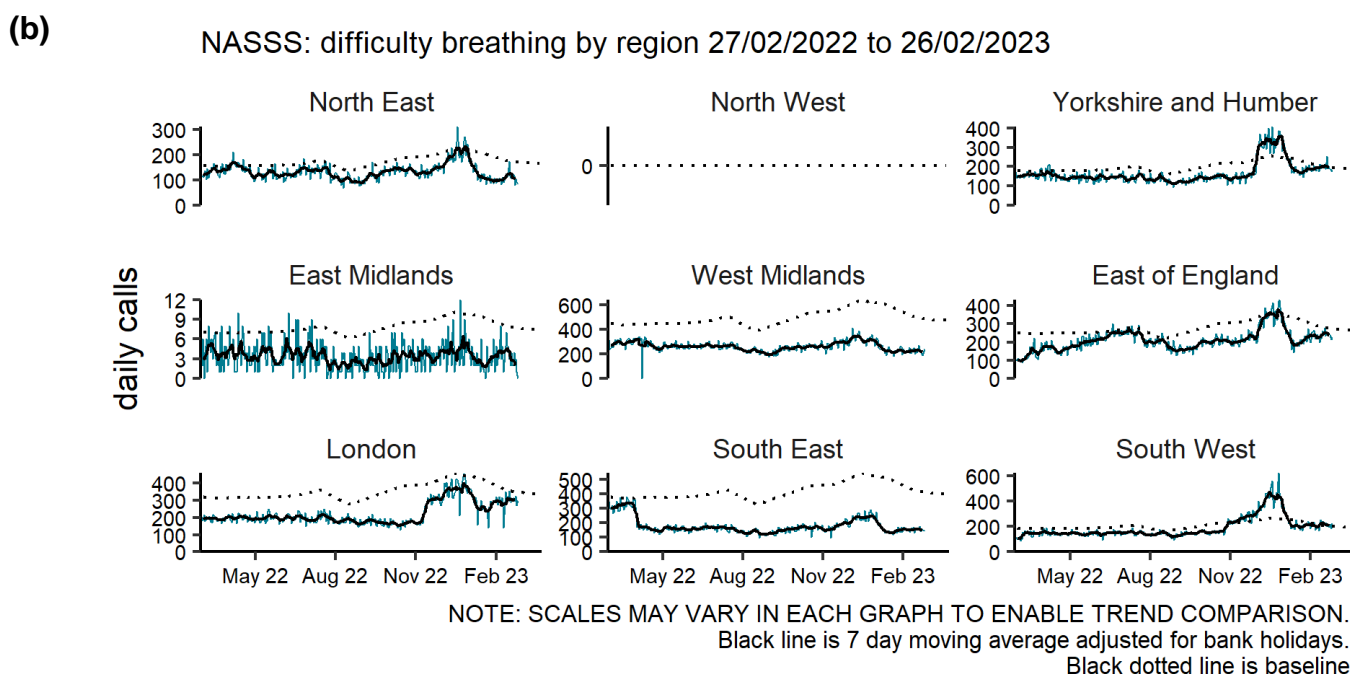 (b)
NASSS: difficulty breathing by region 27/02/2022 to 26/02/2023
North East
North West
Yorkshire and Humber
300
200
100
0
0
400
300
200
100
0
daily calls
East Midlands
West Midlands
East of England
12
9
6
3
0
600
400
200
0
400
300
200
100
0
London
South East
South West
400
300
200
100
0
500
400
300
200
100
0
600
400
200
0
May 22 Aug 22 Nov 22 Feb 23
May 22 Aug 22 Nov 22 Feb 23
May 22 Aug 22 Nov 22 Feb 23
NOTE: SCALES MAY VARY IN EACH GRAPH TO ENABLE TREND COMPARISON.
Black line is 7 day moving average adjusted for bank holidays.
Black dotted line is baseline